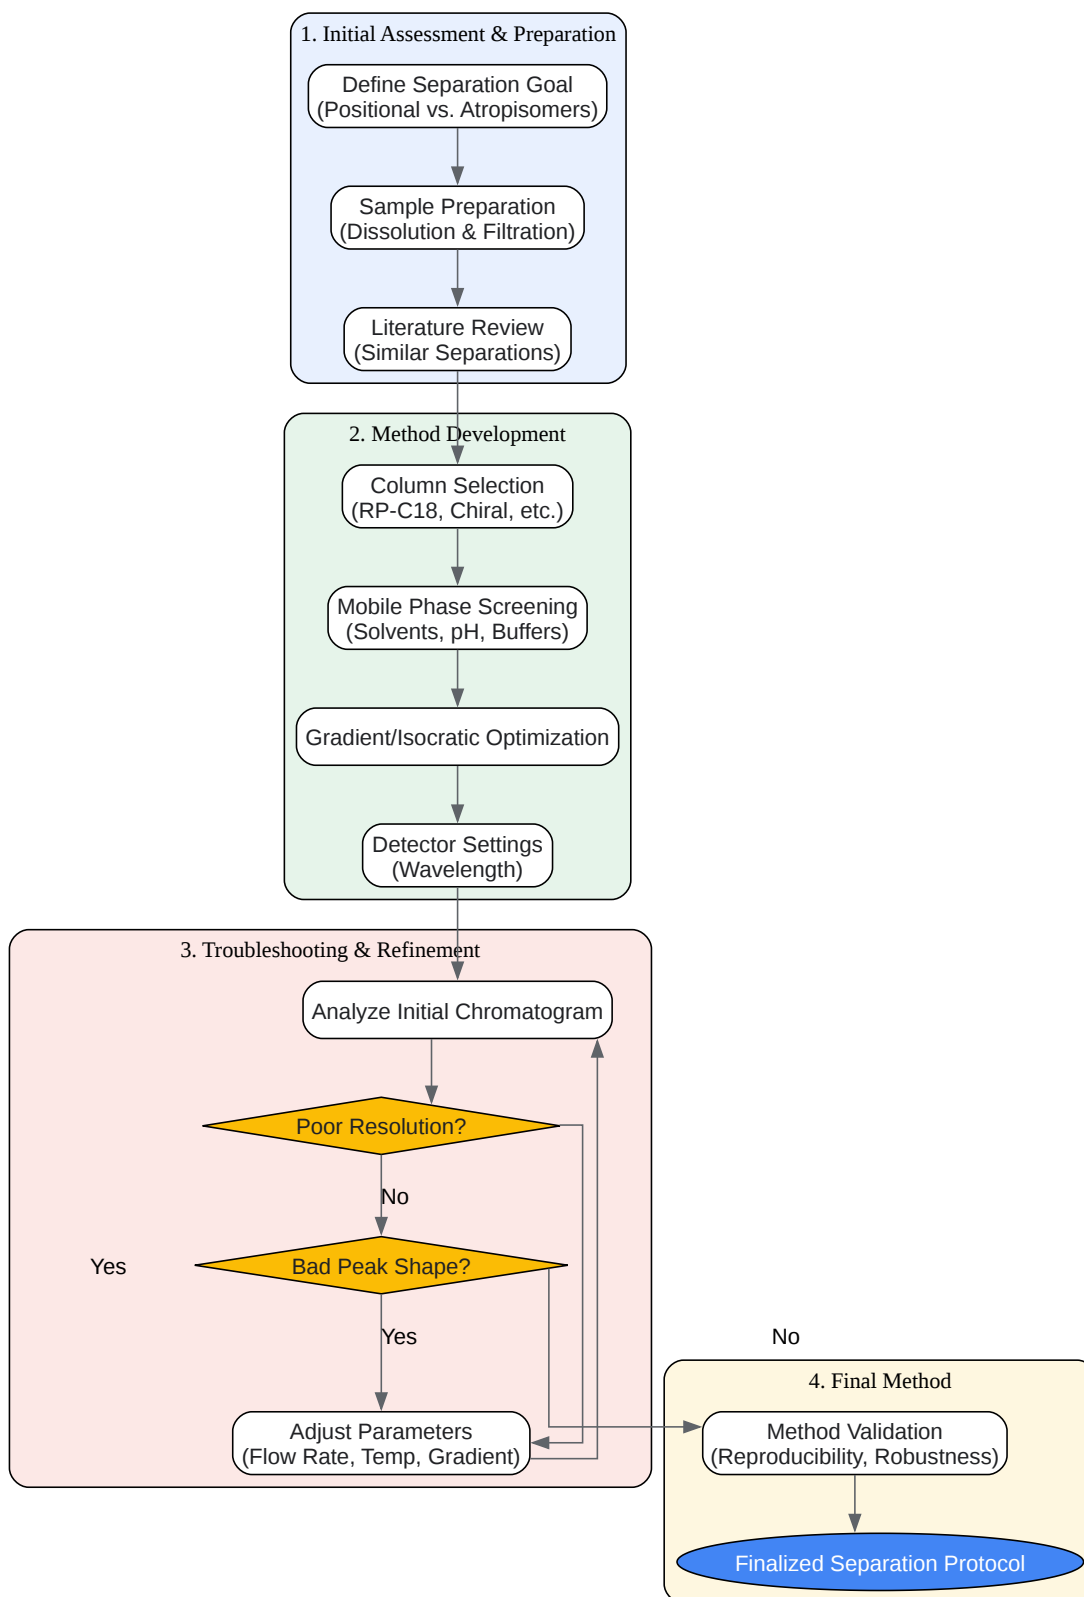 1. Initial Assessment & Preparation
Define Separation Goal
(Positional vs. Atropisomers)
Sample Preparation
(Dissolution & Filtration)
Literature Review
(Similar Separations)
2. Method Development
Column Selection
(RP-C18, Chiral, etc.)
Mobile Phase Screening
(Solvents, pH, Buffers)
Gradient/Isocratic Optimization
Detector Settings
(Wavelength)
3. Troubleshooting & Refinement
Analyze Initial Chromatogram
Poor Resolution?
No
Yes
Bad Peak Shape?
Yes
No
Adjust Parameters
(Flow Rate, Temp, Gradient)
4. Final Method
Method Validation
(Reproducibility, Robustness)
Finalized Separation Protocol